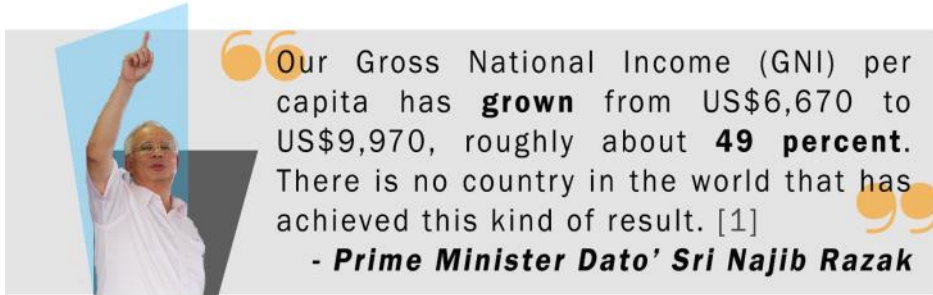 “Our Gross National Income (GNI) per
capita has grown from US$6,670 to
US$9,970, roughly about 49 percent.
There is no country in the world that has
achieved this kind of result. [1]”
- Prime Minister Dato’ Sri Najib Razak